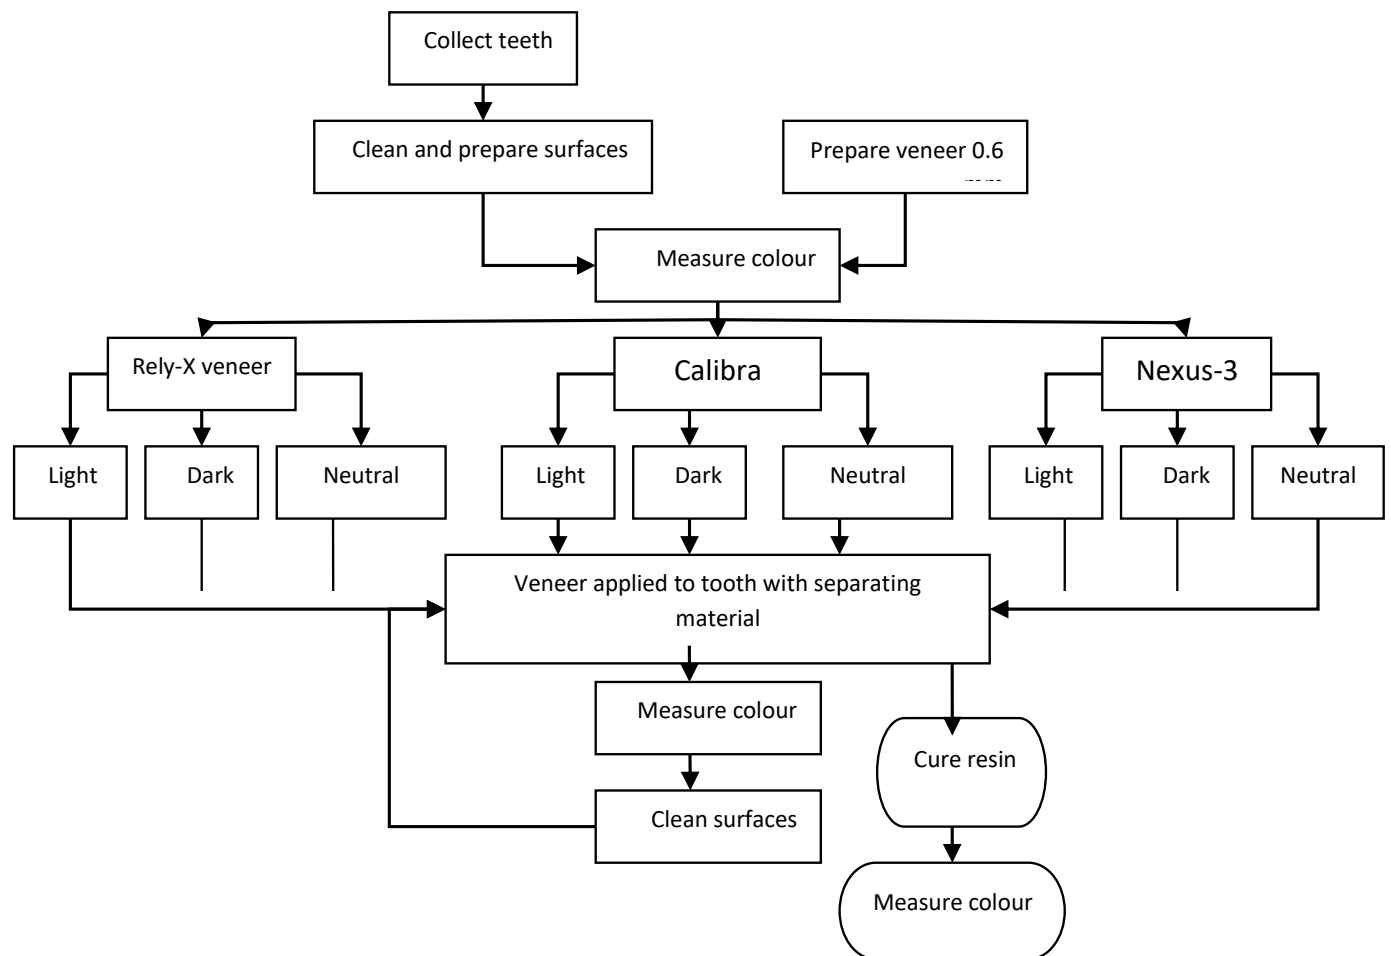 Collect teeth
Clean and prepare surfaces
Prepare veneer 0.6
Measure colour
Rely-X veneer
Calibra
Nexus-3
Light
Dark
Neutral
Light
Dark
Neutral
Light
Dark
Neutral
Veneer applied to tooth with separating
material
Measure colour
Cure resin
Clean surfaces
Measure colour